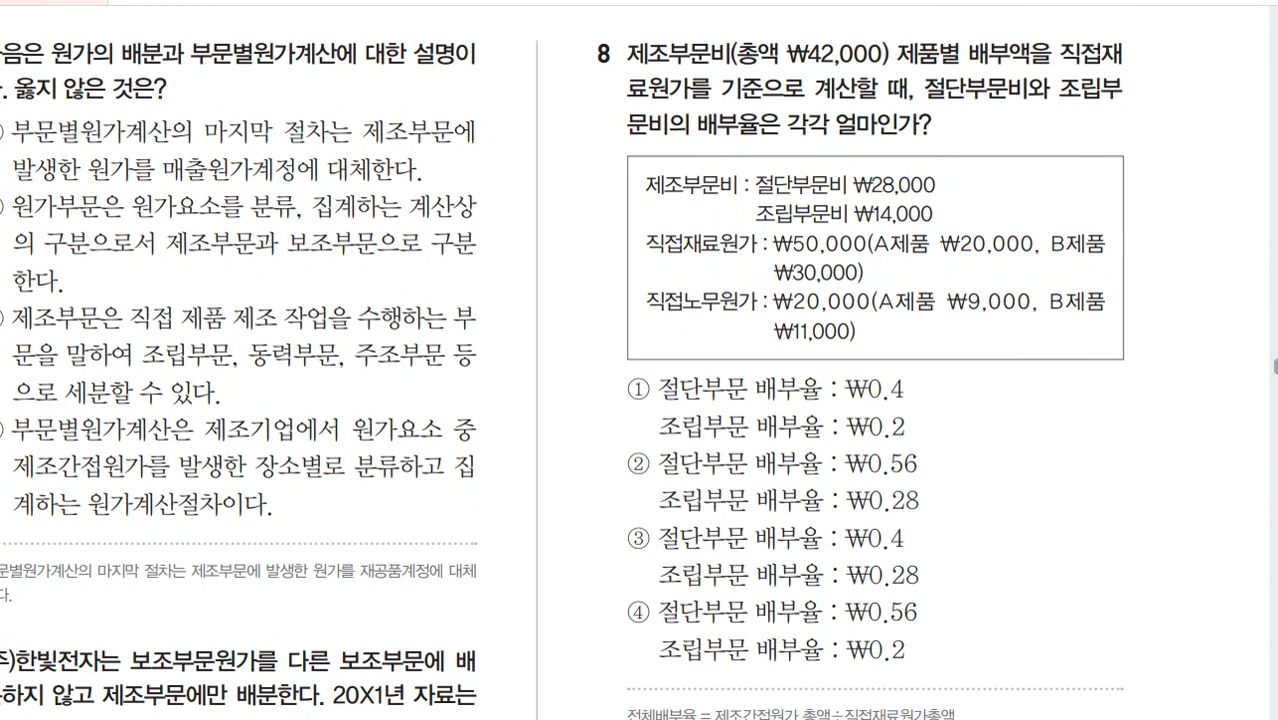 음은 원가의 배분과 부문별원가계산에 대한 설명이
. 옳지 않은 것은?
부문별원가계산의 마지막 절차는 제조부문에
발생한 원가를 매출원가계정에 대체한다.
원가부문은 원가요소를 분류, 집계하는 계산상
의 구분으로서 제조부문과 보조부문으로 구분
한다.
제조부문은 직접 제품 제조 작업을 수행하는 부
문을 말하여 조립부문, 동력부문, 주조부문 등
으로 세분할 수 있다.
부문별원가계산은 제조기업에서 원가요소 중
제조간접원가를 발생한 장소별로 분류하고 집
계하는 원가계산절차이다.
문별원가계산의 마지막 절차는 제조부문에 발생한 원가를 재공품계정에 대체
다.
주)한빛전자는 보조부문원가를 다른 보조부문에 배
하지 않고 제조부문에만 배분한다. 20X1년 자료는
8 제조부문비(총액 ₩42,000) 제품별 배부액을 직접재
료원가를 기준으로 계산할 때, 절단부문비와 조립부
문비의 배부율은 각각 얼마인가?
제조부문비 : 절단부문비 ₩28,000
조립부문비 ₩14,000
직접재료원가 : ₩50,000(A제품 ₩20,000, B제품
₩30,000)
직접노무원가 : ₩20,000(A제품 ₩9,000, B제품
₩11,000)
① 절단부문 배부율 : ₩0.4
조립부문 배부율 : ₩0.2
② 절단부문 배부율 : ₩0.56
조립부문 배부율 : ₩0.28
③ 절단부문 배부율 : ₩0.4
조립부문 배부율 : ₩0.28
④ 절단부문 배부율 : ₩0.56
조립부문 배부율 : ₩0.2
전체배부율 = 제조간접원가 총액÷직접재료원가총액